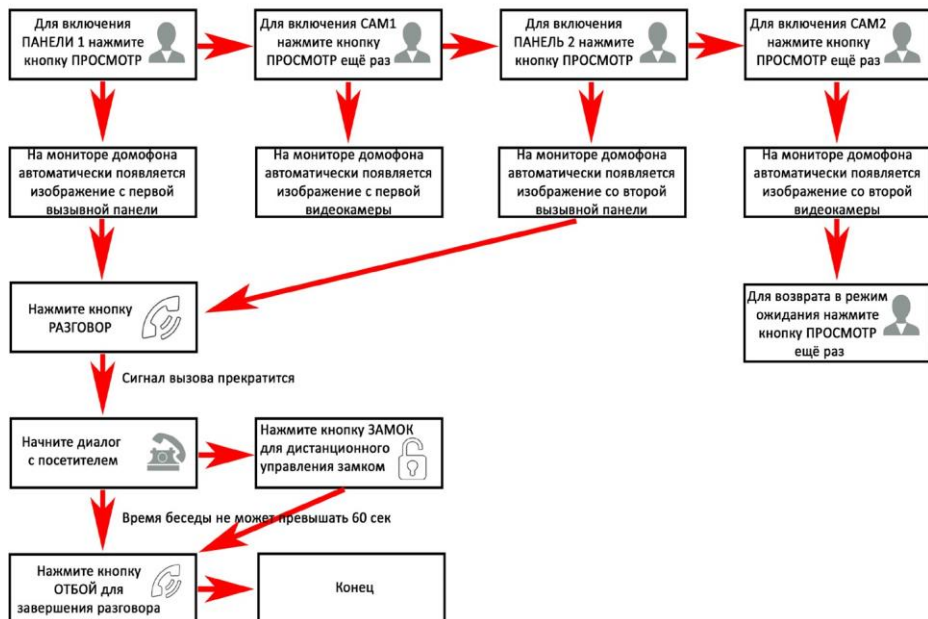 Для включения
ПАНЕЛИ 1 нажмите
кнопку ПРОСМОТР
Для включения САМ1
нажмите кнопку
ПРОСМОТР ещё раз
Для включения
ПАНЕЛЬ 2 нажмите
кнопку ПРОСМОТР
Для включения САМ2
нажмите кнопку
ПРОСМОТР ещё раз
На мониторе домофона
автоматически появляется
изображение с первой
вызывной панели
На мониторе домофона
автоматически появляется
изображение с первой
видеокамеры
На мониторе домофона
автоматически появляется
изображение со второй
вызывной панели
На мониторе домофона
автоматически появляется
изображение со второй
видеокамеры
Нажмите кнопку
РАЗГОВОР
Для возврата в режим
ожидания нажмите
кнопку ПРОСМОТР
ещё раз
Сигнал вызова прекратится
Начните диалог
с посетителем
Нажмите кнопку ЗАМОК
для дистанционного
управления замком
Время беседы не может превышать 60 сек
Нажмите кнопку
ОТБОЙ для
завершения разговора
Конец